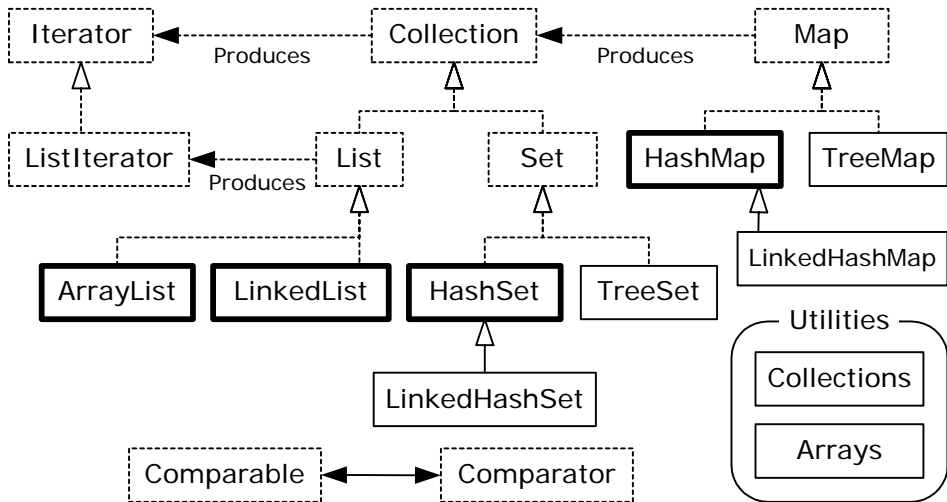 Iterator
Produces
Collection
Produces
Map
ListIterator
Produces
List
Set
HashMap
TreeMap
LinkedHashMap
ArrayList
LinkedList
HashSet
TreeSet
LinkedHashSet
Utilities
Collections
Arrays
Comparable
Comparator